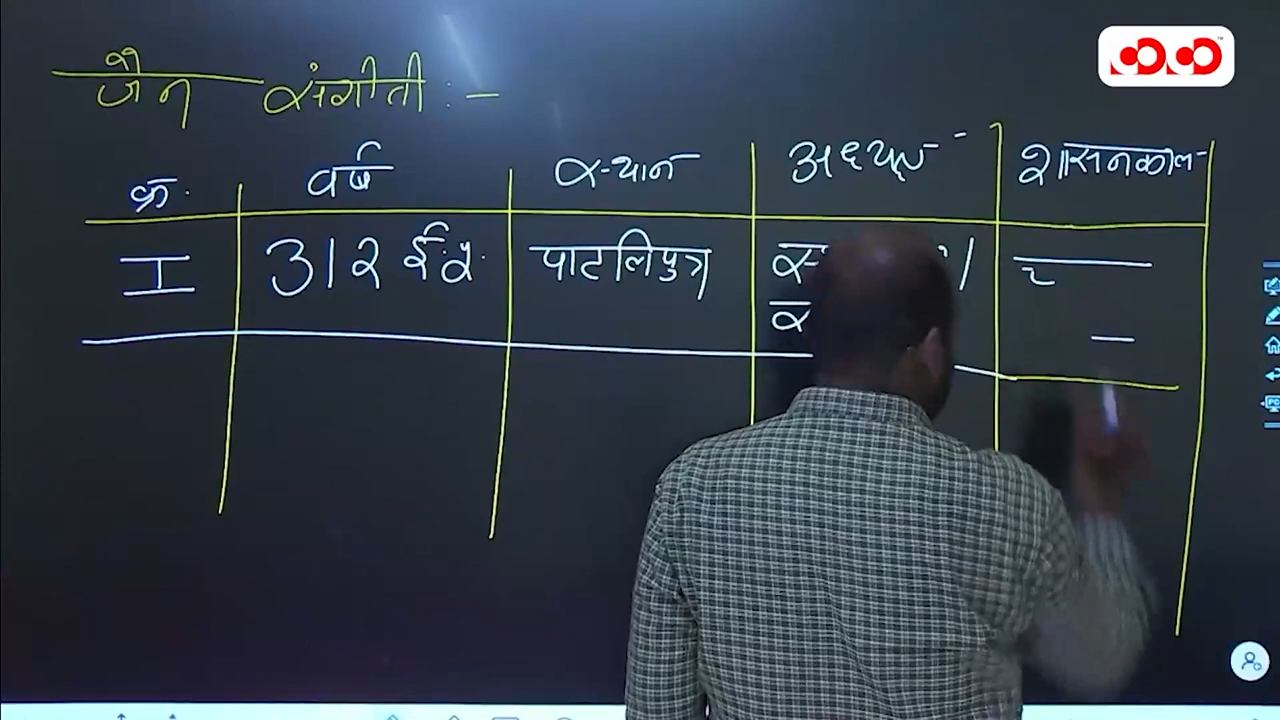 जैन संगीती : -
क्र. वर्ष स्थान अध्यक्ष शासनकाल
I 312 ई.पू. पाटलिपुत्र